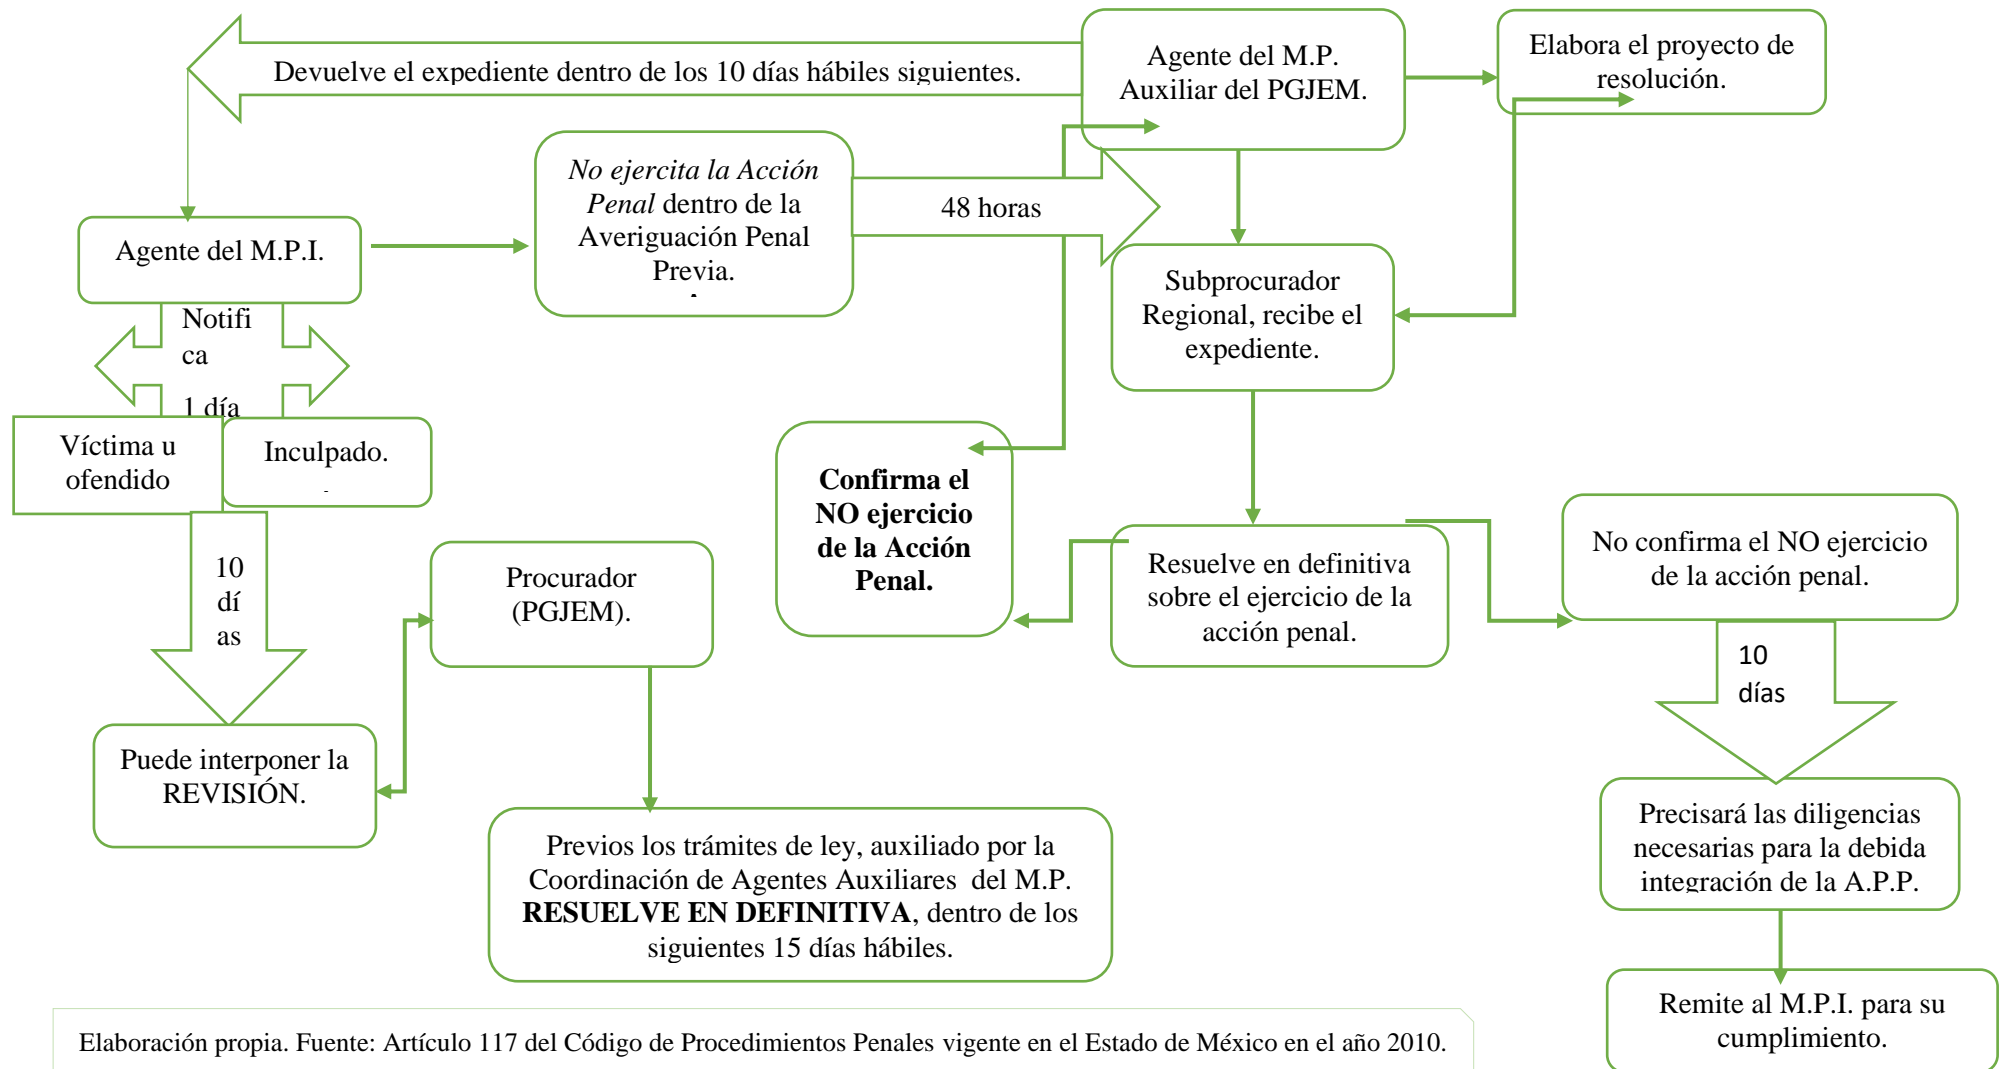 Devuelve el expediente dentro de los 10 días hábiles siguientes.
Agente del M.P.
Auxiliar del PGJEM.
Elabora el proyecto de
resolución.
No ejercita la Acción
Penal dentro de la
Averiguación Penal
Previa.
48 horas
Agente del M.P.I.
Subprocurador
Regional, recibe el
expediente.
Notifi
ca
1 día
Víctima u
ofendido
Inculpado.
Confirma el
NO ejercicio
de la Acción
Penal.
Resuelve en definitiva
sobre el ejercicio de la
acción penal.
No confirma el NO ejercicio
de la acción penal.
10
dí
as
Procurador
(PGJEM).
10
días
Puede interponer la
REVISIÓN.
Previos los trámites de ley, auxiliado por la
Coordinación de Agentes Auxiliares  del M.P.
RESUELVE EN DEFINITIVA, dentro de los
siguientes 15 días hábiles.
Precisará las diligencias
necesarias para la debida
integración de la A.P.P.
Remite al M.P.I. para su
cumplimiento.
Elaboración propia. Fuente: Artículo 117 del Código de Procedimientos Penales vigente en el Estado de México en el año 2010.